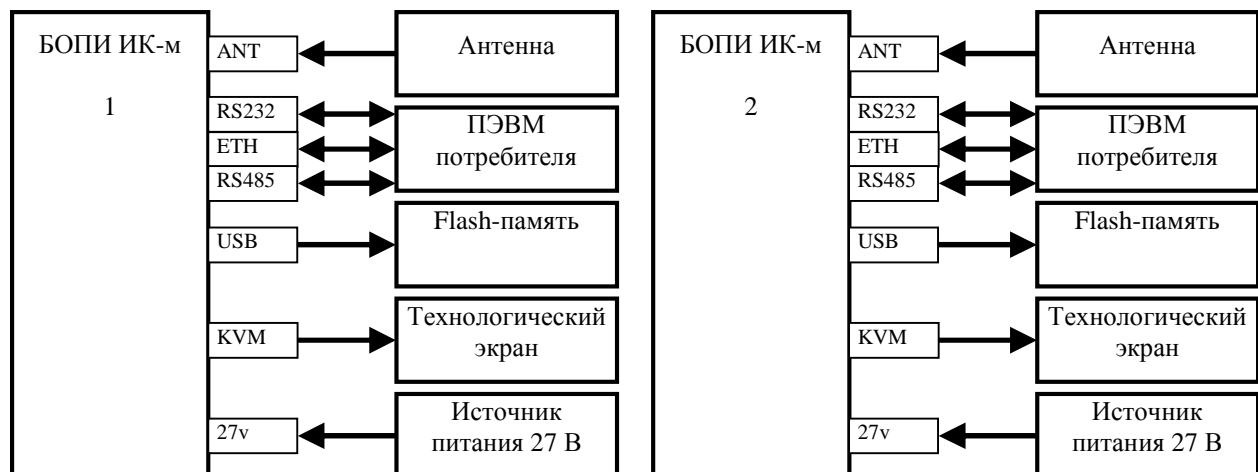 БОПИ ИК-м
1
ANT
Антенна
RS232
ETH
RS485
ПЭВМ
потребителя
USB
Flash-память
KVM
Технологический
экран
27v
Источник
питания 27 В
БОПИ ИК-м
2
ANT
Антенна
RS232
ETH
RS485
ПЭВМ
потребителя
USB
Flash-память
KVM
Технологический
экран
27v
Источник
питания 27 В